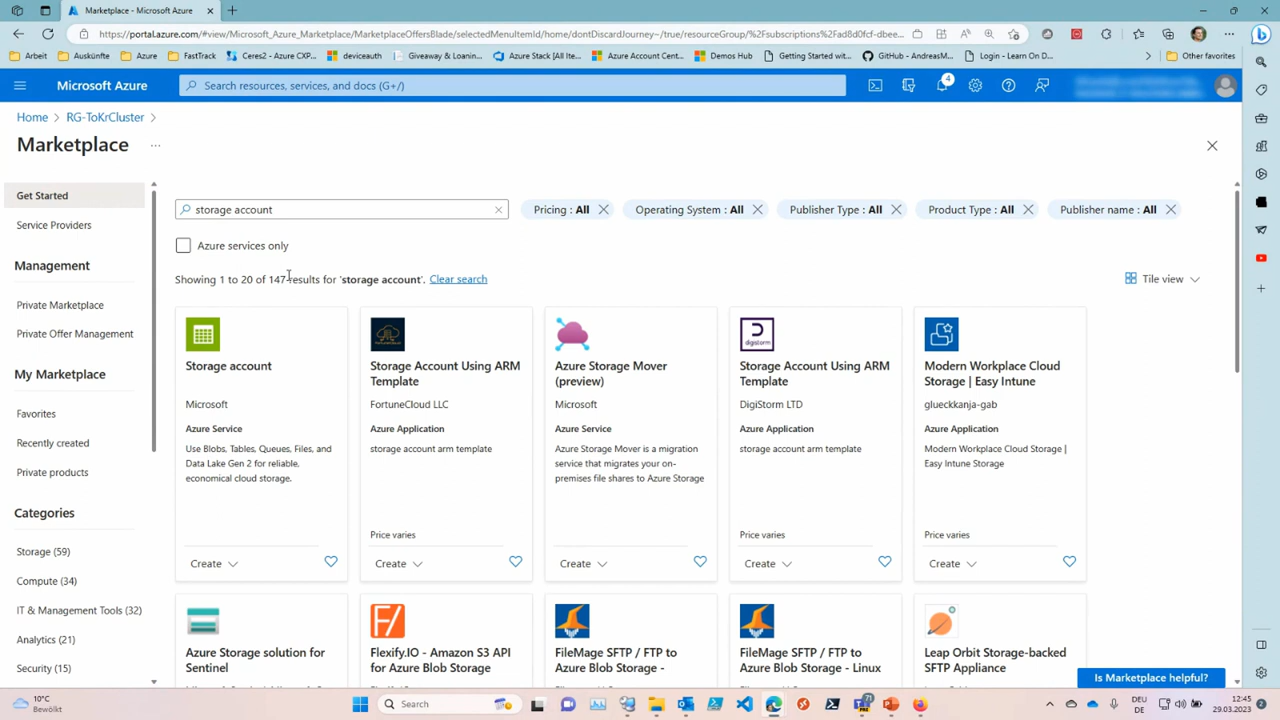 Marketplace - Microsoft Azure
https://portal.azure.com/#view/Microsoft_Azure_Marketplace/MarketplaceOffersBlade/selectedMenuItemId/home/dontDiscardJourney~/true/resourceGroup/%2Fsubscriptions%2Fad8d0fcf-dbee...
Arbeit
Auskünfte
Azure
FastTrack
Ceres2 - Azure CXP...
deviceauth
Giveaway & Loanin...
Azure Stack [All Ite...
Azure Account Cent...
Demos Hub
Getting Started wit...
GitHub - AndreasM...
Login - Learn On D...
Other favorites
Microsoft Azure
Search resources, services, and docs (G+/)
4
Home > RG-ToKrCluster >
Marketplace ...
Get Started
Service Providers
Management
Private Marketplace
Private Offer Management
My Marketplace
Favorites
Recently created
Private products
Categories
Storage (59)
Compute (34)
IT & Management Tools (32)
Analytics (21)
Security (15)
storage account
Pricing : All
Operating System : All
Publisher Type : All
Product Type : All
Publisher name : All
Azure services only
Showing 1 to 20 of 147 results for 'storage account'. Clear search
Tile view
Storage account
Microsoft
Azure Service
Use Blobs, Tables, Queues, Files, and
Data Lake Gen 2 for reliable,
economical cloud storage.
Create
Storage Account Using ARM
Template
FortuneCloud LLC
Azure Application
storage account arm template
Price varies
Create
Azure Storage Mover
(preview)
Microsoft
Azure Service
Azure Storage Mover is a migration
service that migrates your on-
premises file shares to Azure Storage
Create
digistorm
Storage Account Using ARM
Template
DigiStorm LTD
Azure Application
storage account arm template
Price varies
Create
Modern Workplace Cloud
Storage | Easy Intune
glueckkanja-gab
Azure Application
Modern Workplace Cloud Storage |
Easy Intune Storage
Price varies
Create
Azure Storage solution for
Sentinel
Flexify.IO - Amazon S3 API
for Azure Blob Storage
FileMage SFTP / FTP to
Azure Blob Storage -
FileMage SFTP / FTP to
Azure Blob Storage - Linux
Leap Orbit Storage-backed
SFTP Appliance
Is Marketplace helpful?
10°C
Bewölkt
Search
71
DEU
DE
12:45
29.03.2023